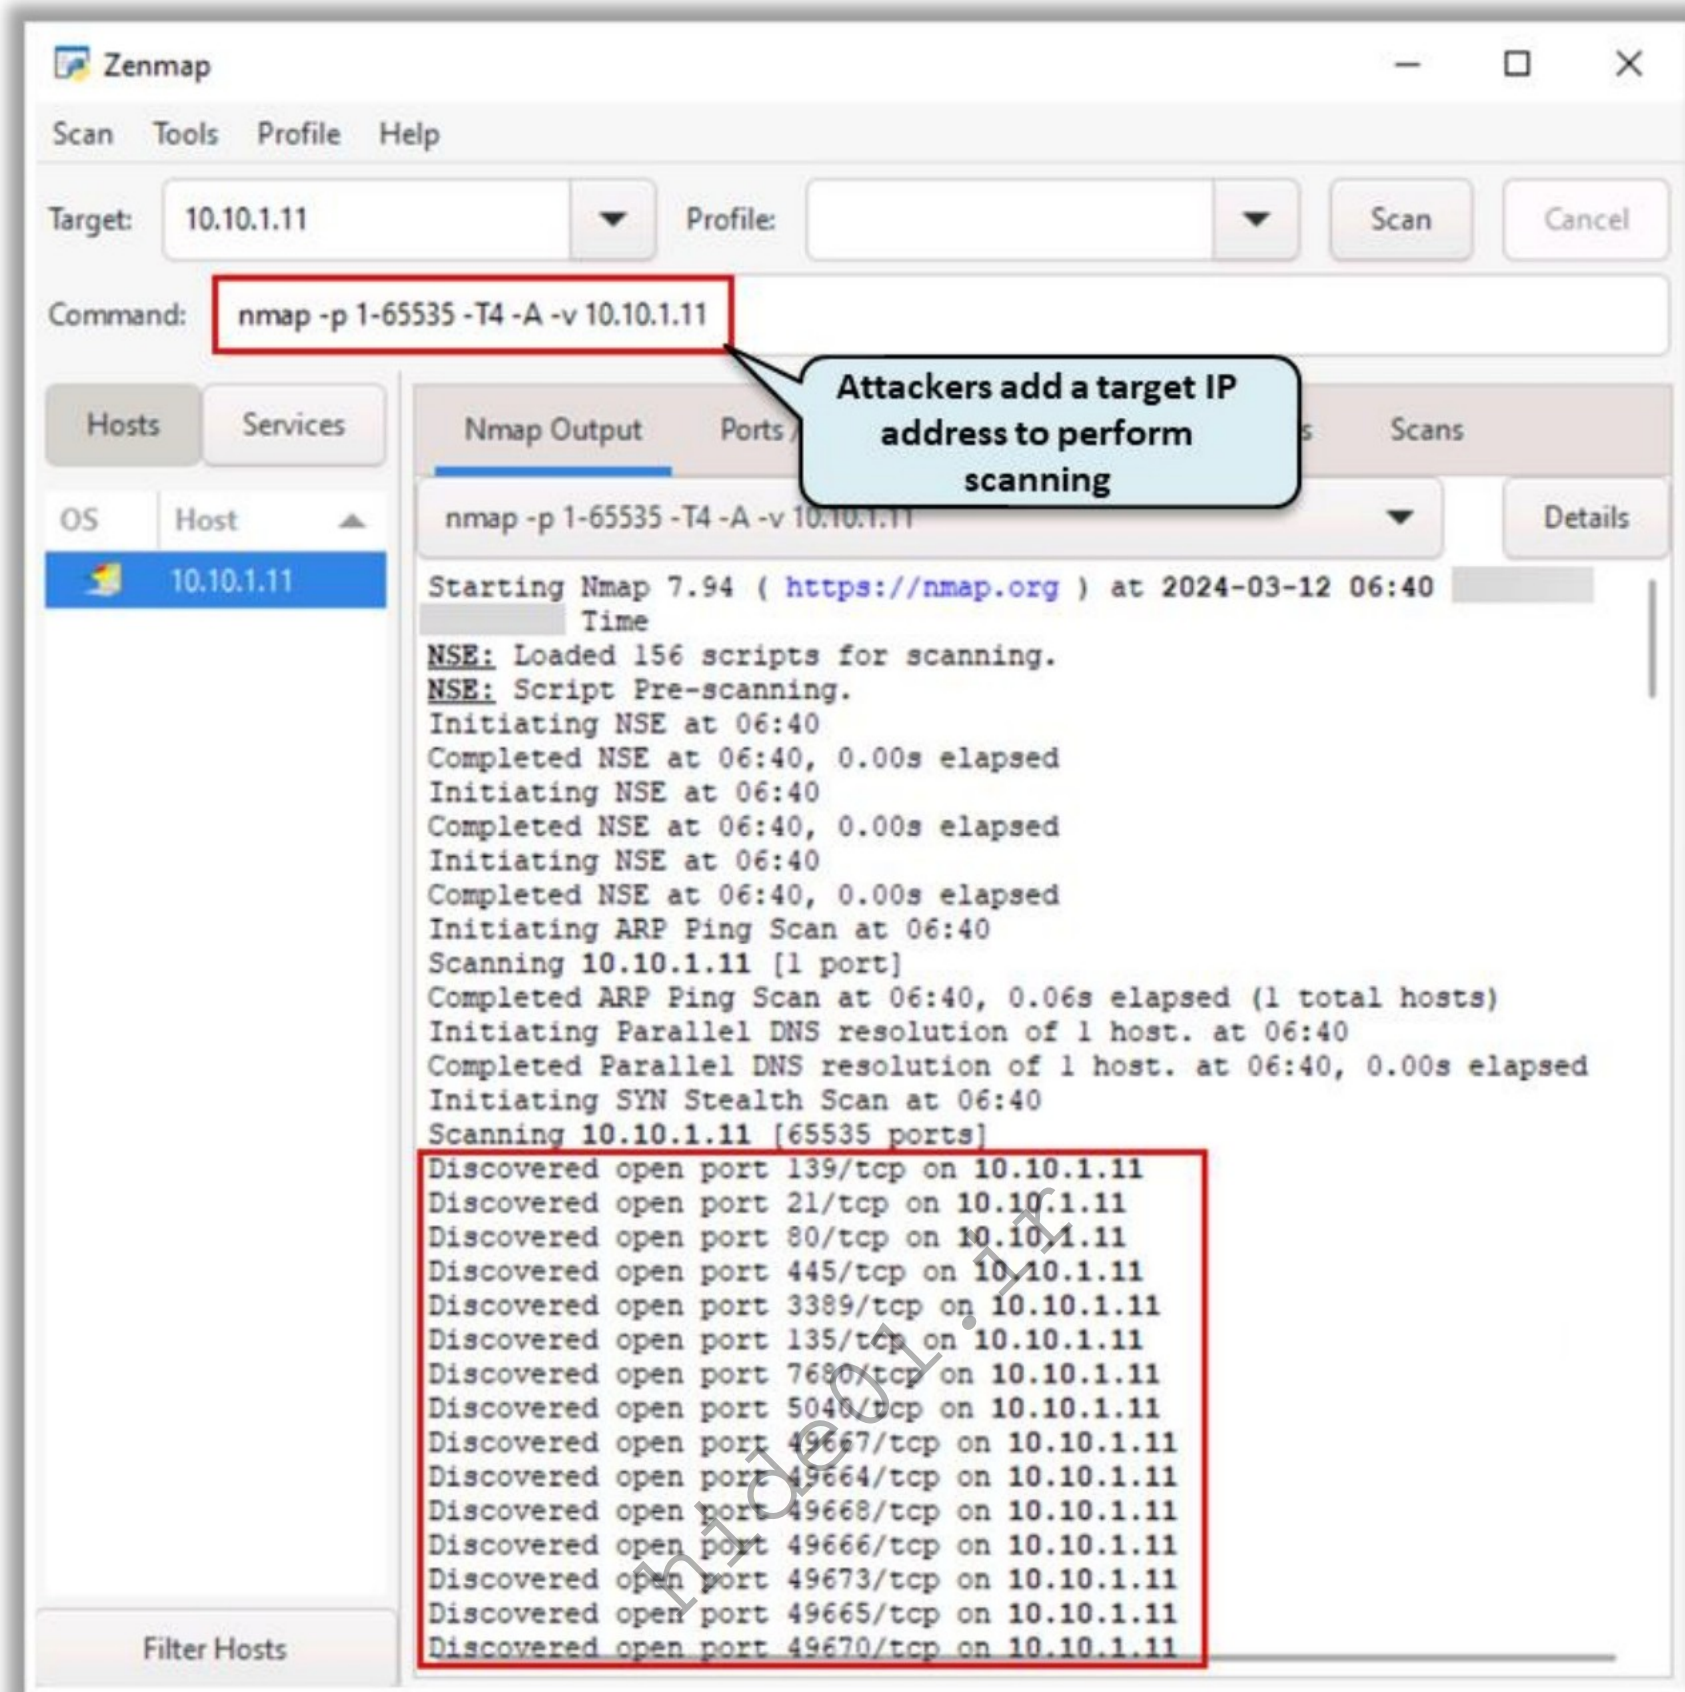 Zenmap
Scan Tools Profile Help
Target: 10.10.1.11 Profile: Scan Cancel
Command: nmap -p 1-65535 -T4 -A -v 10.10.1.11
Attackers add a target IP
address to perform
scanning
Hosts Services Nmap Output Ports / s Scans
OS Host nmap -p 1-65535 -T4 -A -v 10.10.1.11 Details
10.10.1.11
Starting Nmap 7.94 ( https://nmap.org ) at 2024-03-12 06:40
Time
NSE: Loaded 156 scripts for scanning.
NSE: Script Pre-scanning.
Initiating NSE at 06:40
Completed NSE at 06:40, 0.00s elapsed
Initiating NSE at 06:40
Completed NSE at 06:40, 0.00s elapsed
Initiating NSE at 06:40
Completed NSE at 06:40, 0.00s elapsed
Initiating ARP Ping Scan at 06:40
Scanning 10.10.1.11 [1 port]
Completed ARP Ping Scan at 06:40, 0.06s elapsed (1 total hosts)
Initiating Parallel DNS resolution of 1 host. at 06:40
Completed Parallel DNS resolution of 1 host. at 06:40, 0.00s elapsed
Initiating SYN Stealth Scan at 06:40
Scanning 10.10.1.11 [65535 ports]
Discovered open port 139/tcp on 10.10.1.11
Discovered open port 21/tcp on 10.10.1.11
Discovered open port 80/tcp on 10.10.1.11
Discovered open port 445/tcp on 10.10.1.11
Discovered open port 3389/tcp on 10.10.1.11
Discovered open port 135/tcp on 10.10.1.11
Discovered open port 7680/tcp on 10.10.1.11
Discovered open port 5040/tcp on 10.10.1.11
Discovered open port 49667/tcp on 10.10.1.11
Discovered open port 49664/tcp on 10.10.1.11
Discovered open port 49668/tcp on 10.10.1.11
Discovered open port 49666/tcp on 10.10.1.11
Discovered open port 49673/tcp on 10.10.1.11
Discovered open port 49665/tcp on 10.10.1.11
Discovered open port 49670/tcp on 10.10.1.11
Filter Hosts
hide01.ir